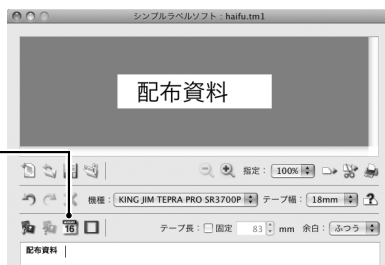 シンプルラベルソフト : haifu.tm1
配布資料
指定 : 100%
機種 : KING JIM TEPRA PRO SR3700P テープ幅 : 18mm
16 テープ長 : 固定 83 mm 余白 : ふつう
配布資料